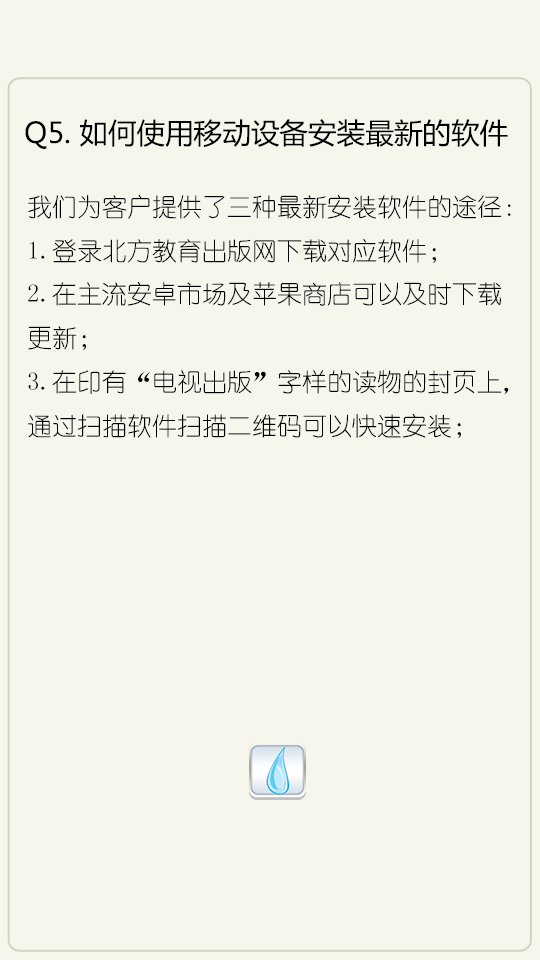 Q5. 如何使用移动设备安装最新的软件
我们为客户提供了三种最新安装软件的途径：
1. 登录北方教育出版网下载对应软件；
2. 在主流安卓市场及苹果商店可以及时下载
更新；
3. 在印有“电视出版”字样的读物的封页上，
通过扫描软件扫描二维码可以快速安装；